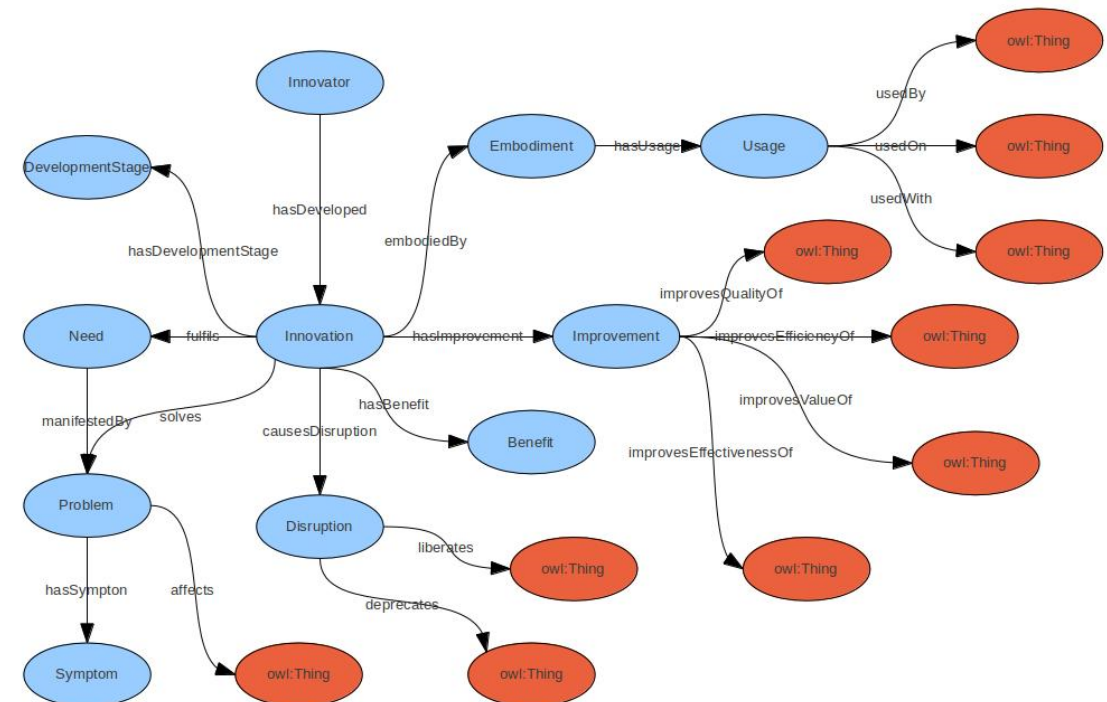 owl:Thing
Innovator
usedBy
Embodiment
hasUsage
Usage
usedOn
owl:Thing
DevelopmentStage
usedWith
hasDeveloped
embodiedBy
hasDevelopmentStage
owl:Thing
owl:Thing
improvesQualityOf
Need
fulfils
Innovation
hasImprovement
Improvement
improvesEfficiencyOf
owl:Thing
hasBenefit
improvesValueOf
manifestedBy
solves
causesDisruption
Benefit
improvesEffectivenessOf
owl:Thing
Problem
Disruption
liberates
owl:Thing
owl:Thing
hasSympton
affects
deprecates
Symptom
owl:Thing
owl:Thing